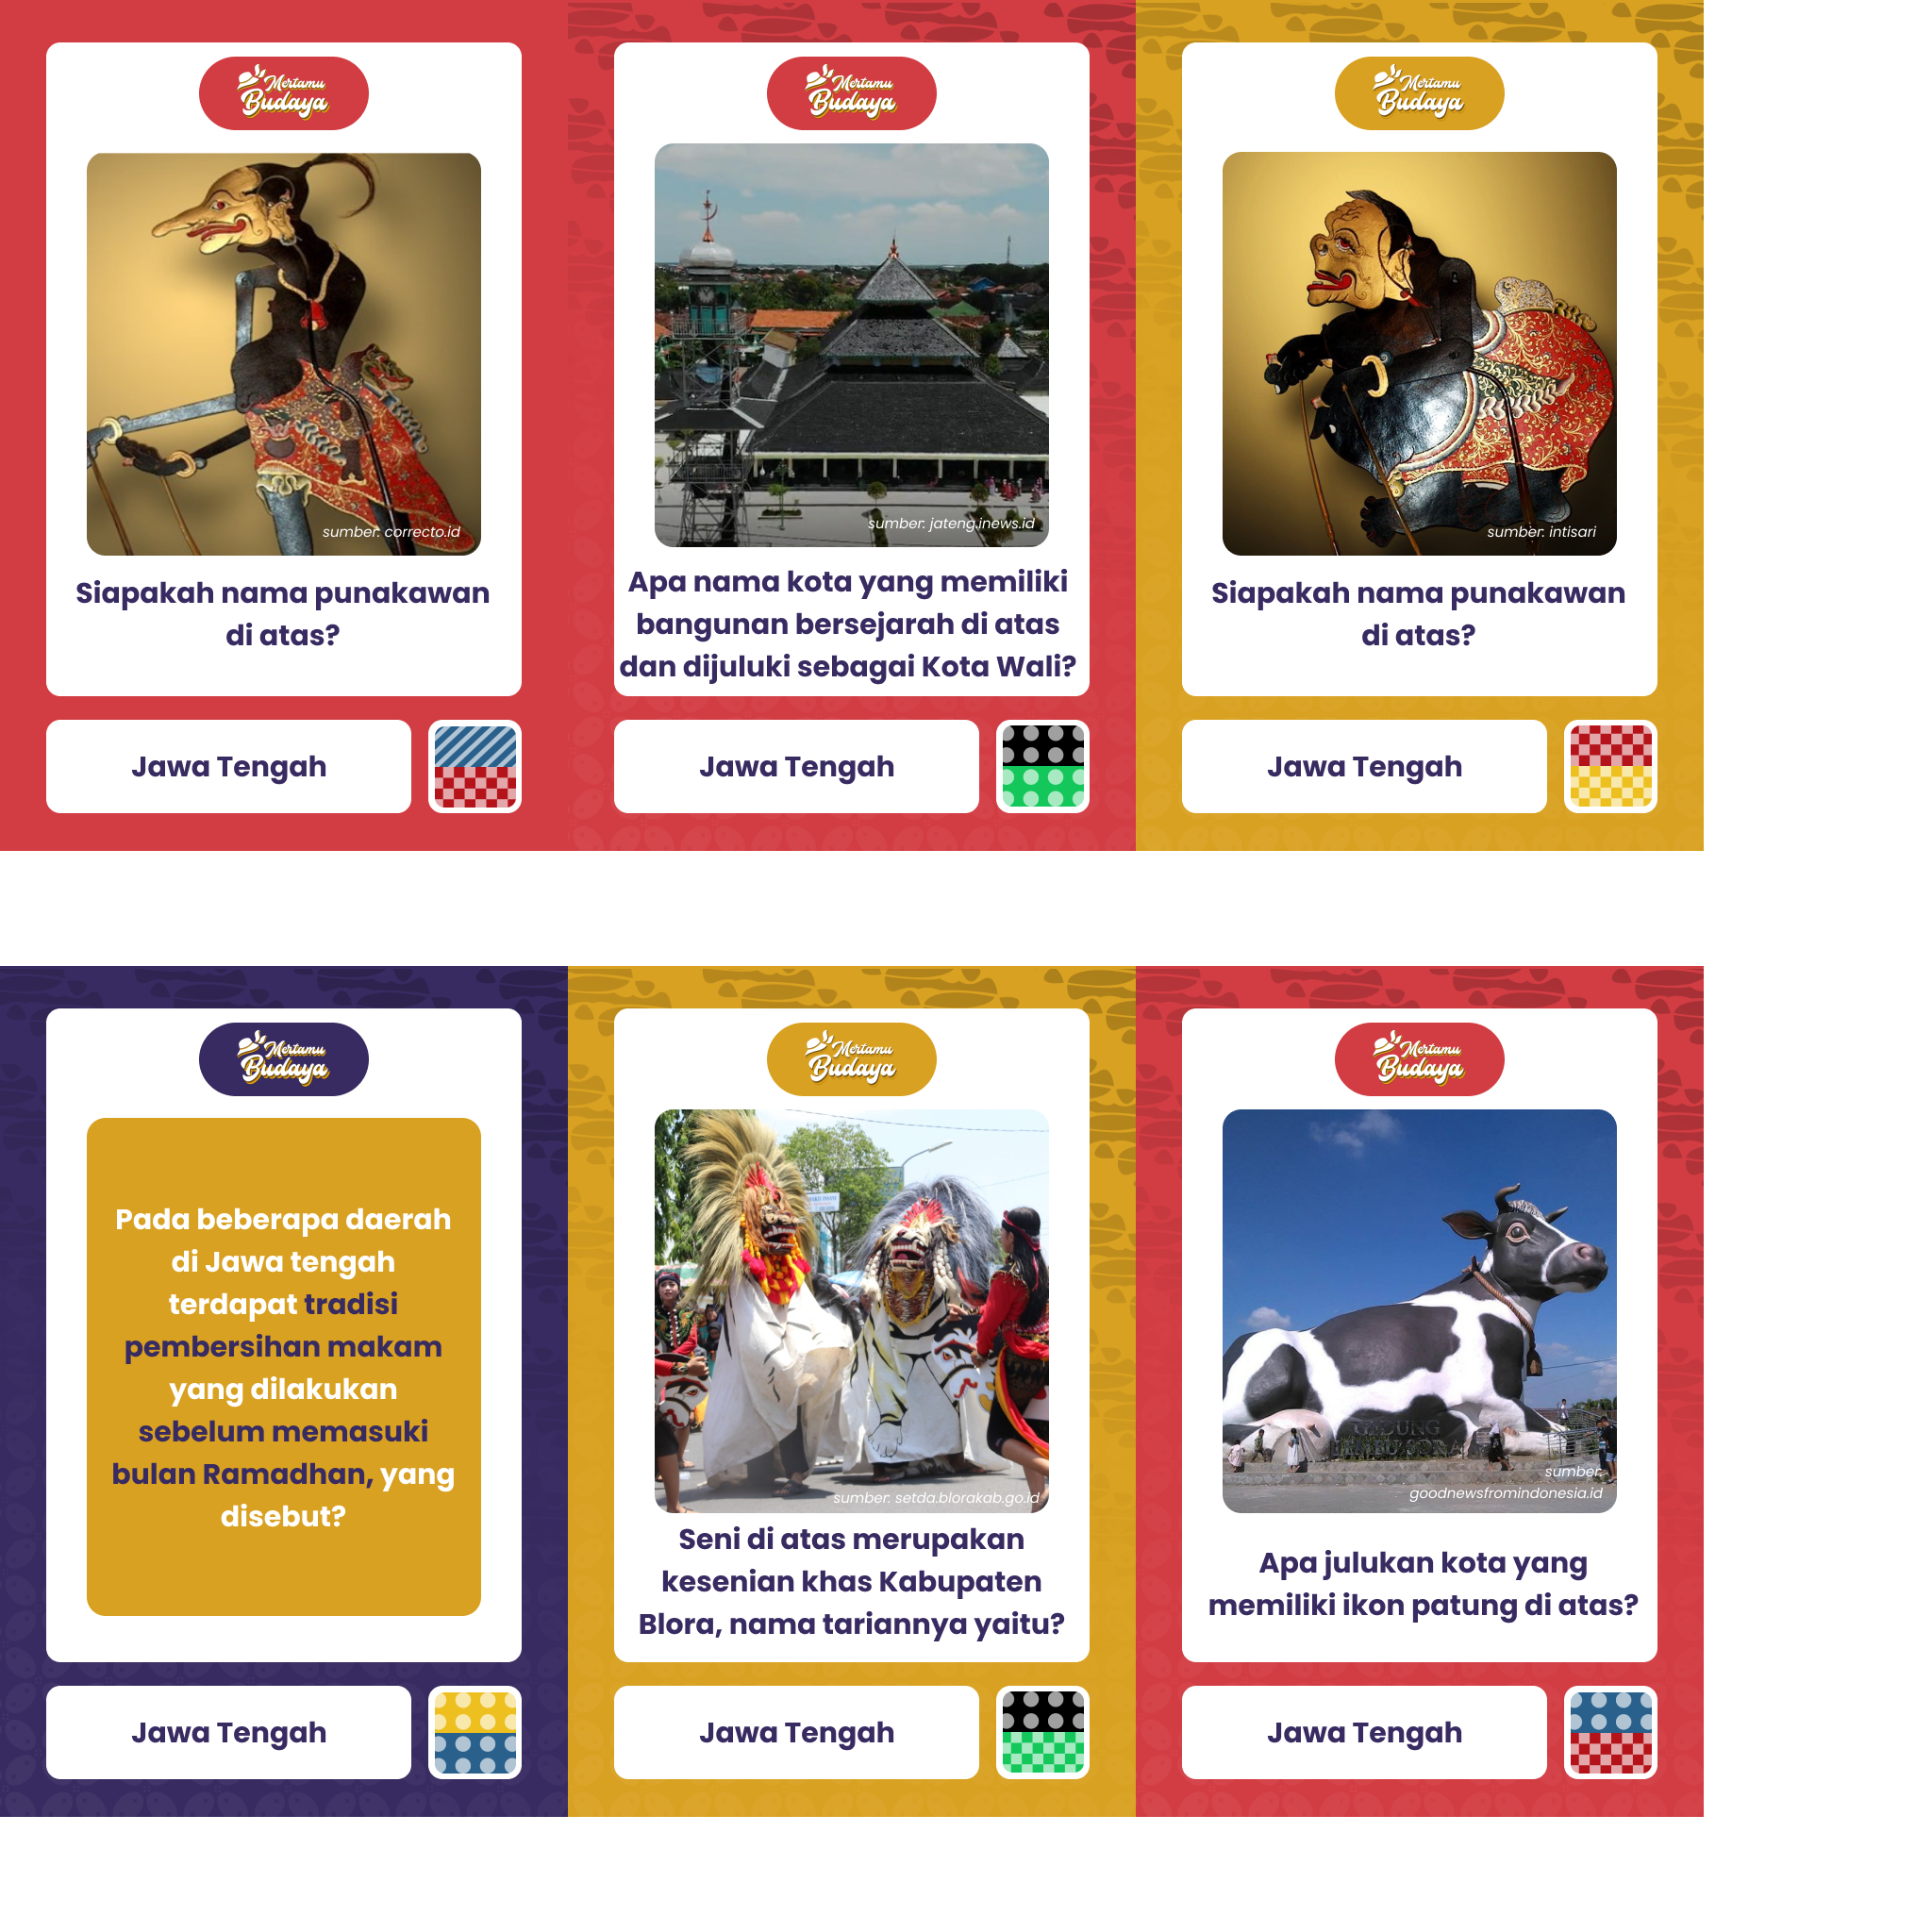 Mertamu
Budaya
sumber: correcto.id
Siapakah nama punakawan
di atas?
Jawa Tengah
Mertamu
Budaya
sumber: jateng.inews.id
Apa nama kota yang memiliki
bangunan bersejarah di atas
dan dijuluki sebagai Kota Wali?
Jawa Tengah
Mertamu
Budaya
sumber: intisari
Siapakah nama punakawan
di atas?
Jawa Tengah
Mertamu
Budaya
Pada beberapa daerah
di Jawa tengah
terdapat tradisi
pembersihan makam
yang dilakukan
sebelum memasuki
bulan Ramadhan, yang
disebut?
Jawa Tengah
Mertamu
Budaya
sumber: setda.blorakab.go.id
Seni di atas merupakan
kesenian khas Kabupaten
Blora, nama tariannya yaitu?
Jawa Tengah
Mertamu
Budaya
sumber:
goodnewsfromindonesia.id
Apa julukan kota yang
memiliki ikon patung di atas?
Jawa Tengah